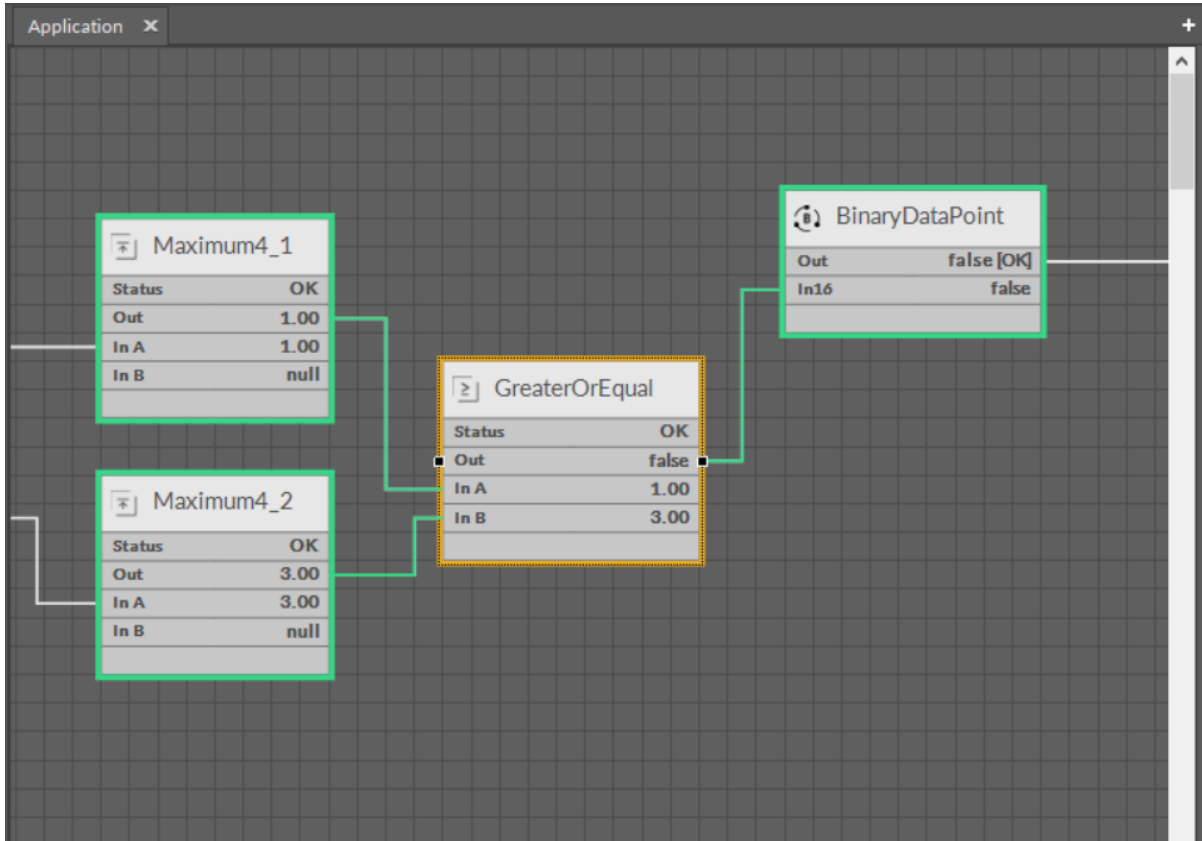 Application
Maximum4_1
Status OK
Out 1.00
In A 1.00
In B null
Maximum4_2
Status OK
Out 3.00
In A 3.00
In B null
≥ GreaterOrEqual
Status OK
Out false
In A 1.00
In B 3.00
B BinaryDataPoint
Out false [OK]
In16 false